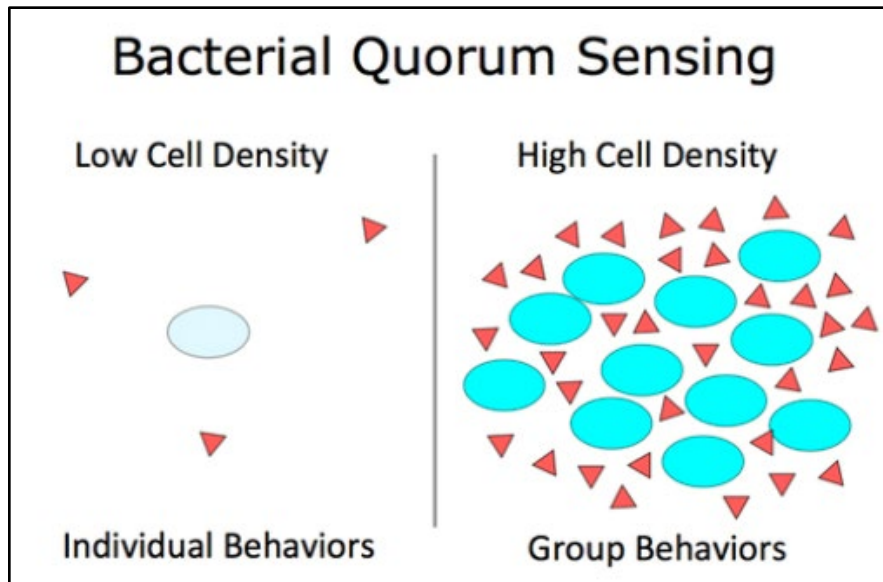 Bacterial Quorum Sensing
Low Cell Density
High Cell Density
Individual Behaviors
Group Behaviors